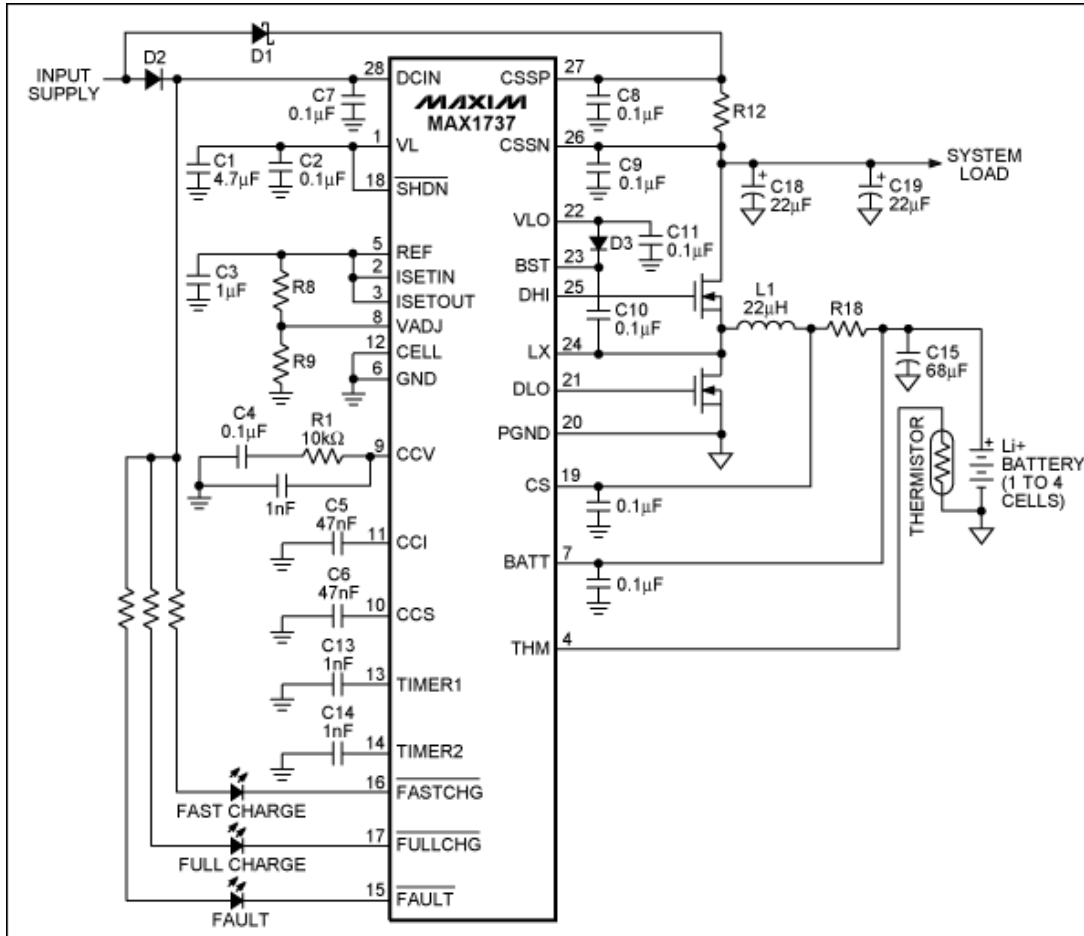 D1
D2
INPUT
SUPPLY
28
DCIN
C7
0.1µF
MAXIM
MAX1737
CSSP
27
C8
0.1µF
R12
1
VL
C1
4.7µF
C2
0.1µF
18
SHDN
CSSN
26
C9
0.1µF
SYSTEM
LOAD
+
C18
22µF
+
C19
22µF
VLO
22
D3
C11
0.1µF
BST
23
5
REF
2
ISETIN
3
ISETOUT
C3
1µF
R8
8
VADJ
R9
12
CELL
6
GND
DHI
25
C10
0.1µF
L1
22µH
R18
LX
24
C15
68µF
DLO
21
PGND
20
C4
0.1µF
R1
10kΩ
9
CCV
1nF
THERMISTOR
+
Li+
BATTERY
(1 TO 4
CELLS)
CS
19
0.1µF
C5
47nF
11
CCI
BATT
7
0.1µF
C6
47nF
10
CCS
THM
4
C13
1nF
13
TIMER1
C14
1nF
14
TIMER2
16
FASTCHG
FAST CHARGE
17
FULLCHG
FULL CHARGE
15
FAULT
FAULT